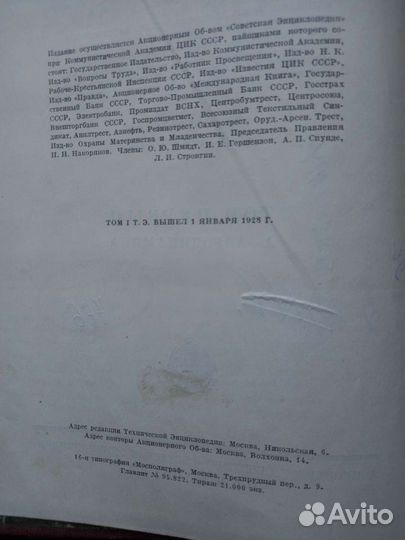 Издание осуществляется Акционерным Об-вом «Советская Энциклопедия»
при Коммунистической Академии ЦИК СССР, пайщиками которого со-
стоят: Государственное Издательство, Изд-во Коммунистической Академии,
Изд-во «Вопросы Труда», Изд-во «Работник Просвещения», Изд-во Н. К.
Рабоче-Крестьянской Инспекции СССР, Изд-во «Известия ЦИК СССР»,
Изд-во «Правда», Акционерное Об-во «Международная Книга», Государ-
ственный Банк СССР, Торгово-Промышленный Банк СССР, Госстрах
СССР, Электробанк, Промиздат ВСНХ, Центробумтрест, Центросоюз,
Внешторгбанк СССР, Госпромцветмет, Всесоюзный Текстильный Син-
дикат, Анилтрест, Азнефть, Резинотрест, Сахаротрест, Оруд.-Арсен. Трест,
Изд-во Охраны Материнства и Младенчества, Председатель Правления
Н. Н. Накоряков. Члены: О. Ю. Шмидт, И. Е. Гершензон, А. П. Спунде,
Л. И. Стронгин.
ТОМ I Т. Э. ВЫШЕЛ 1 ЯНВАРЯ 1928 Г.
Адрес редакции Технической Энциклопедии: Москва, Никольская, 6.
Адрес конторы Акционерного Об-ва: Москва, Волхонка, 14.
16-я типография «Мосполиграф», Москва, Трехпрудный пер., д. 9.
Главлит № 95.822. Тираж 21.000 экз.
Avito